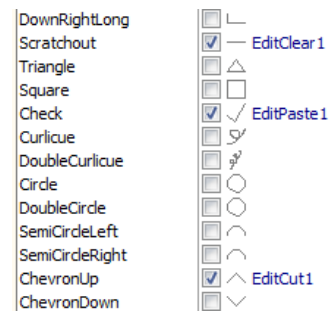 DownRightLong
Scratchout EditClear1
Triangle
Square
Check EditPaste1
Curlicue
DoubleCurlicue
Circle
DoubleCircle
SemiCircleLeft
SemiCircleRight
ChevronUp EditCut1
ChevronDown